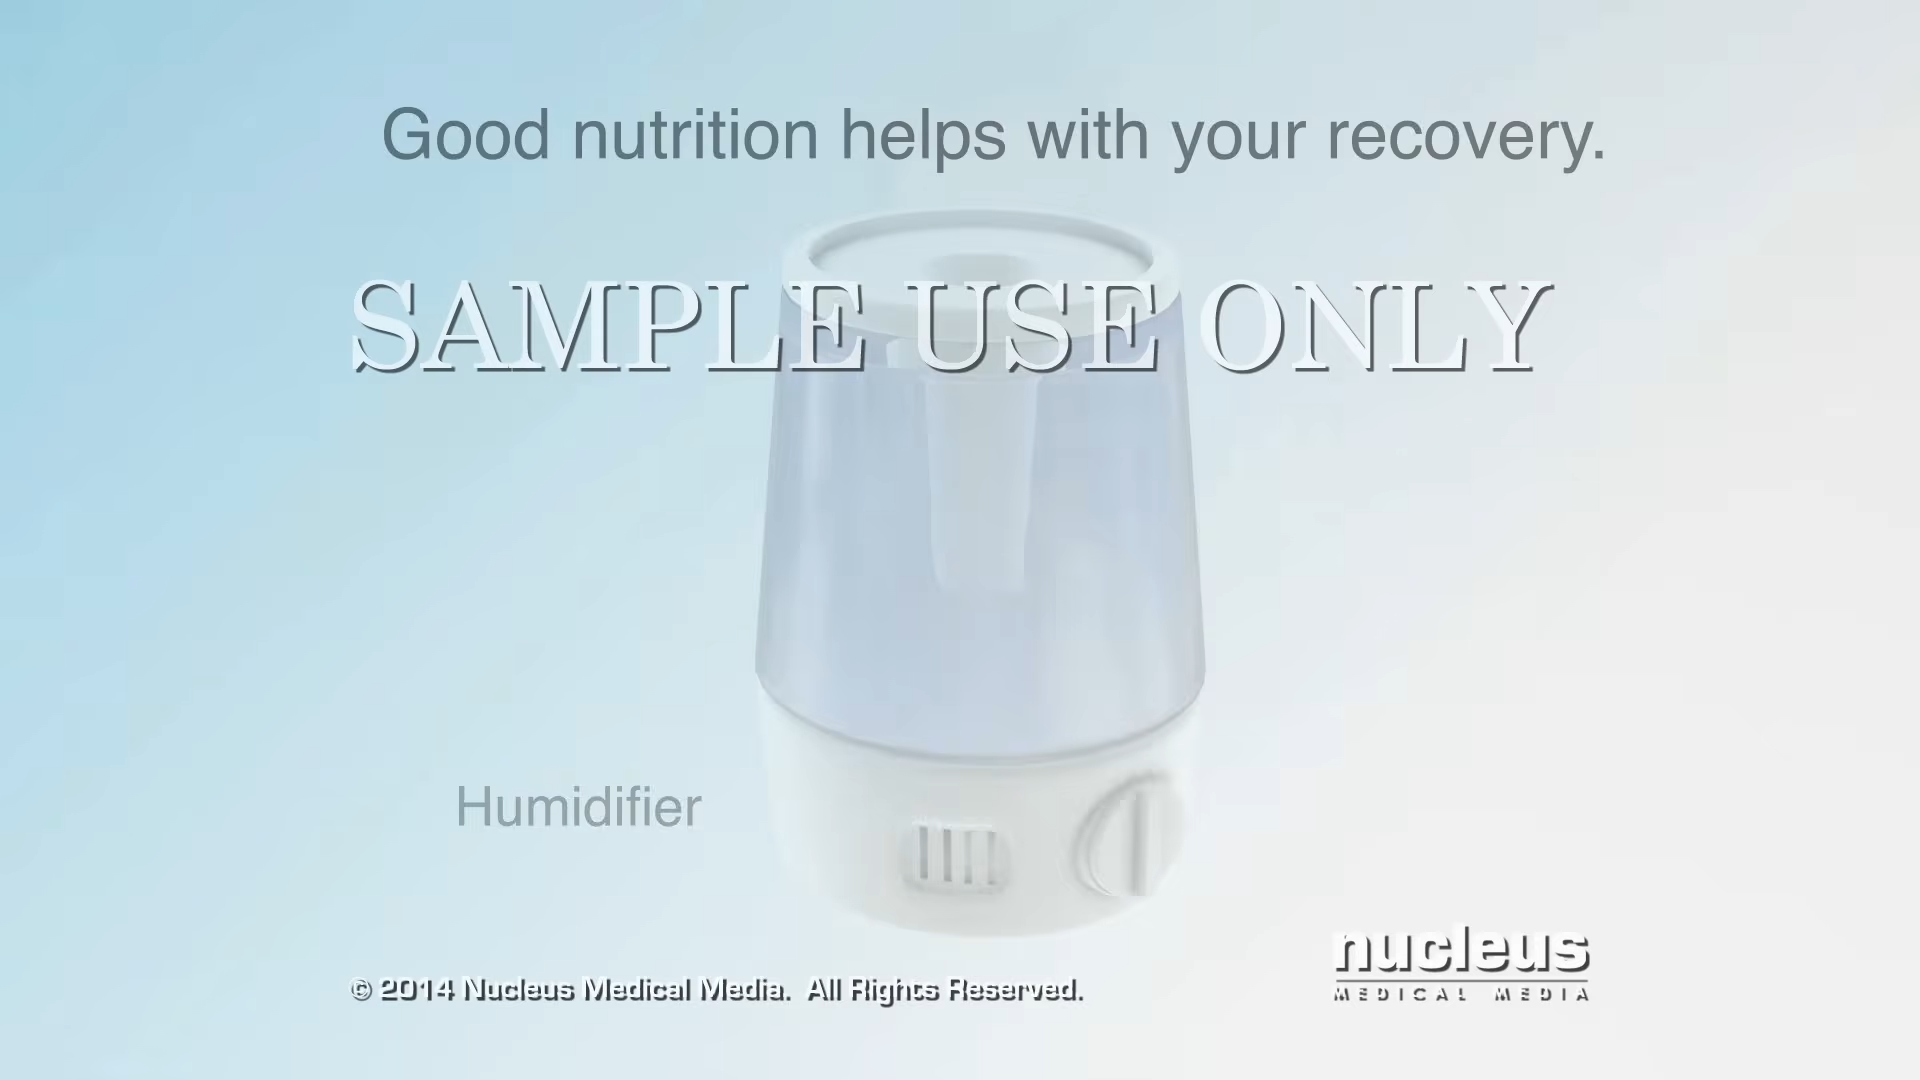 Good nutrition helps with your recovery.
SAMPLE USE ONLY
Humidifier
nucleus
MEDICAL MEDIA
© 2014 Nucleus Medical Media. All Rights Reserved.